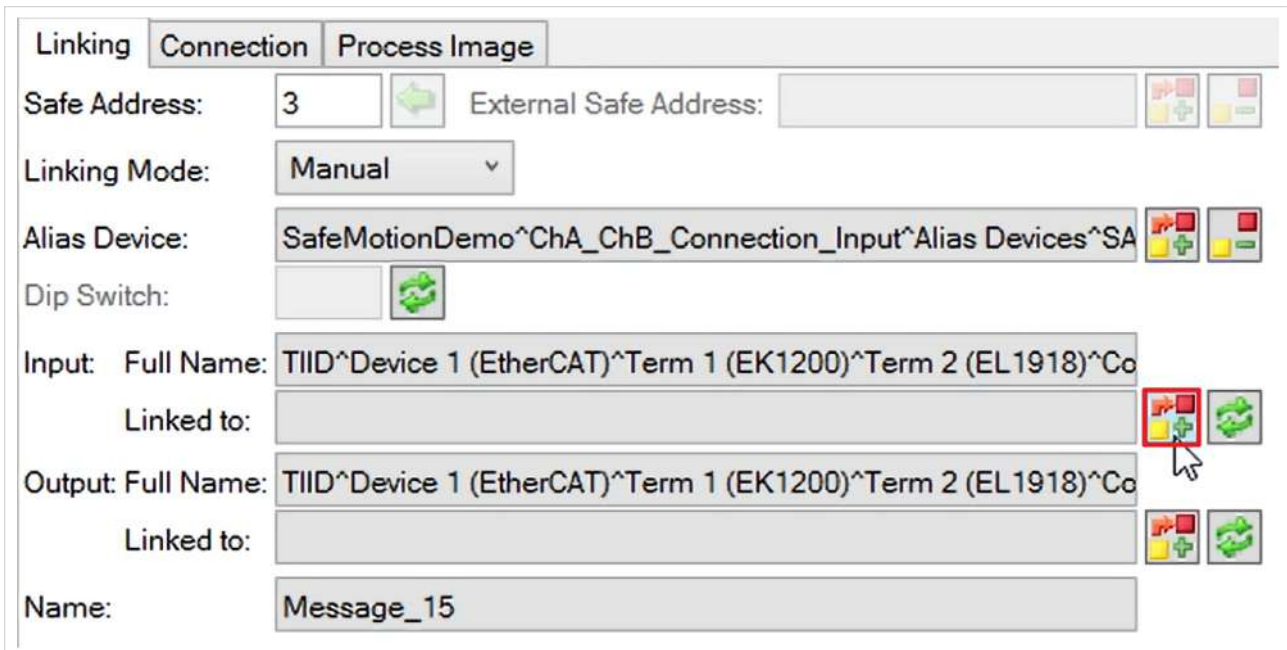 Linking Connection Process Image
Safe Address: 3 External Safe Address:
Linking Mode: Manual
Alias Device: SafeMotionDemo^ChA_ChB_Connection_Input^Alias Devices^SA
Dip Switch:
Input: Full Name: TIID^Device 1 (EtherCAT)^Term 1 (EK1200)^Term 2 (EL1918)^Co
Linked to:
Output: Full Name: TIID^Device 1 (EtherCAT)^Term 1 (EK1200)^Term 2 (EL1918)^Co
Linked to:
Name: Message_15